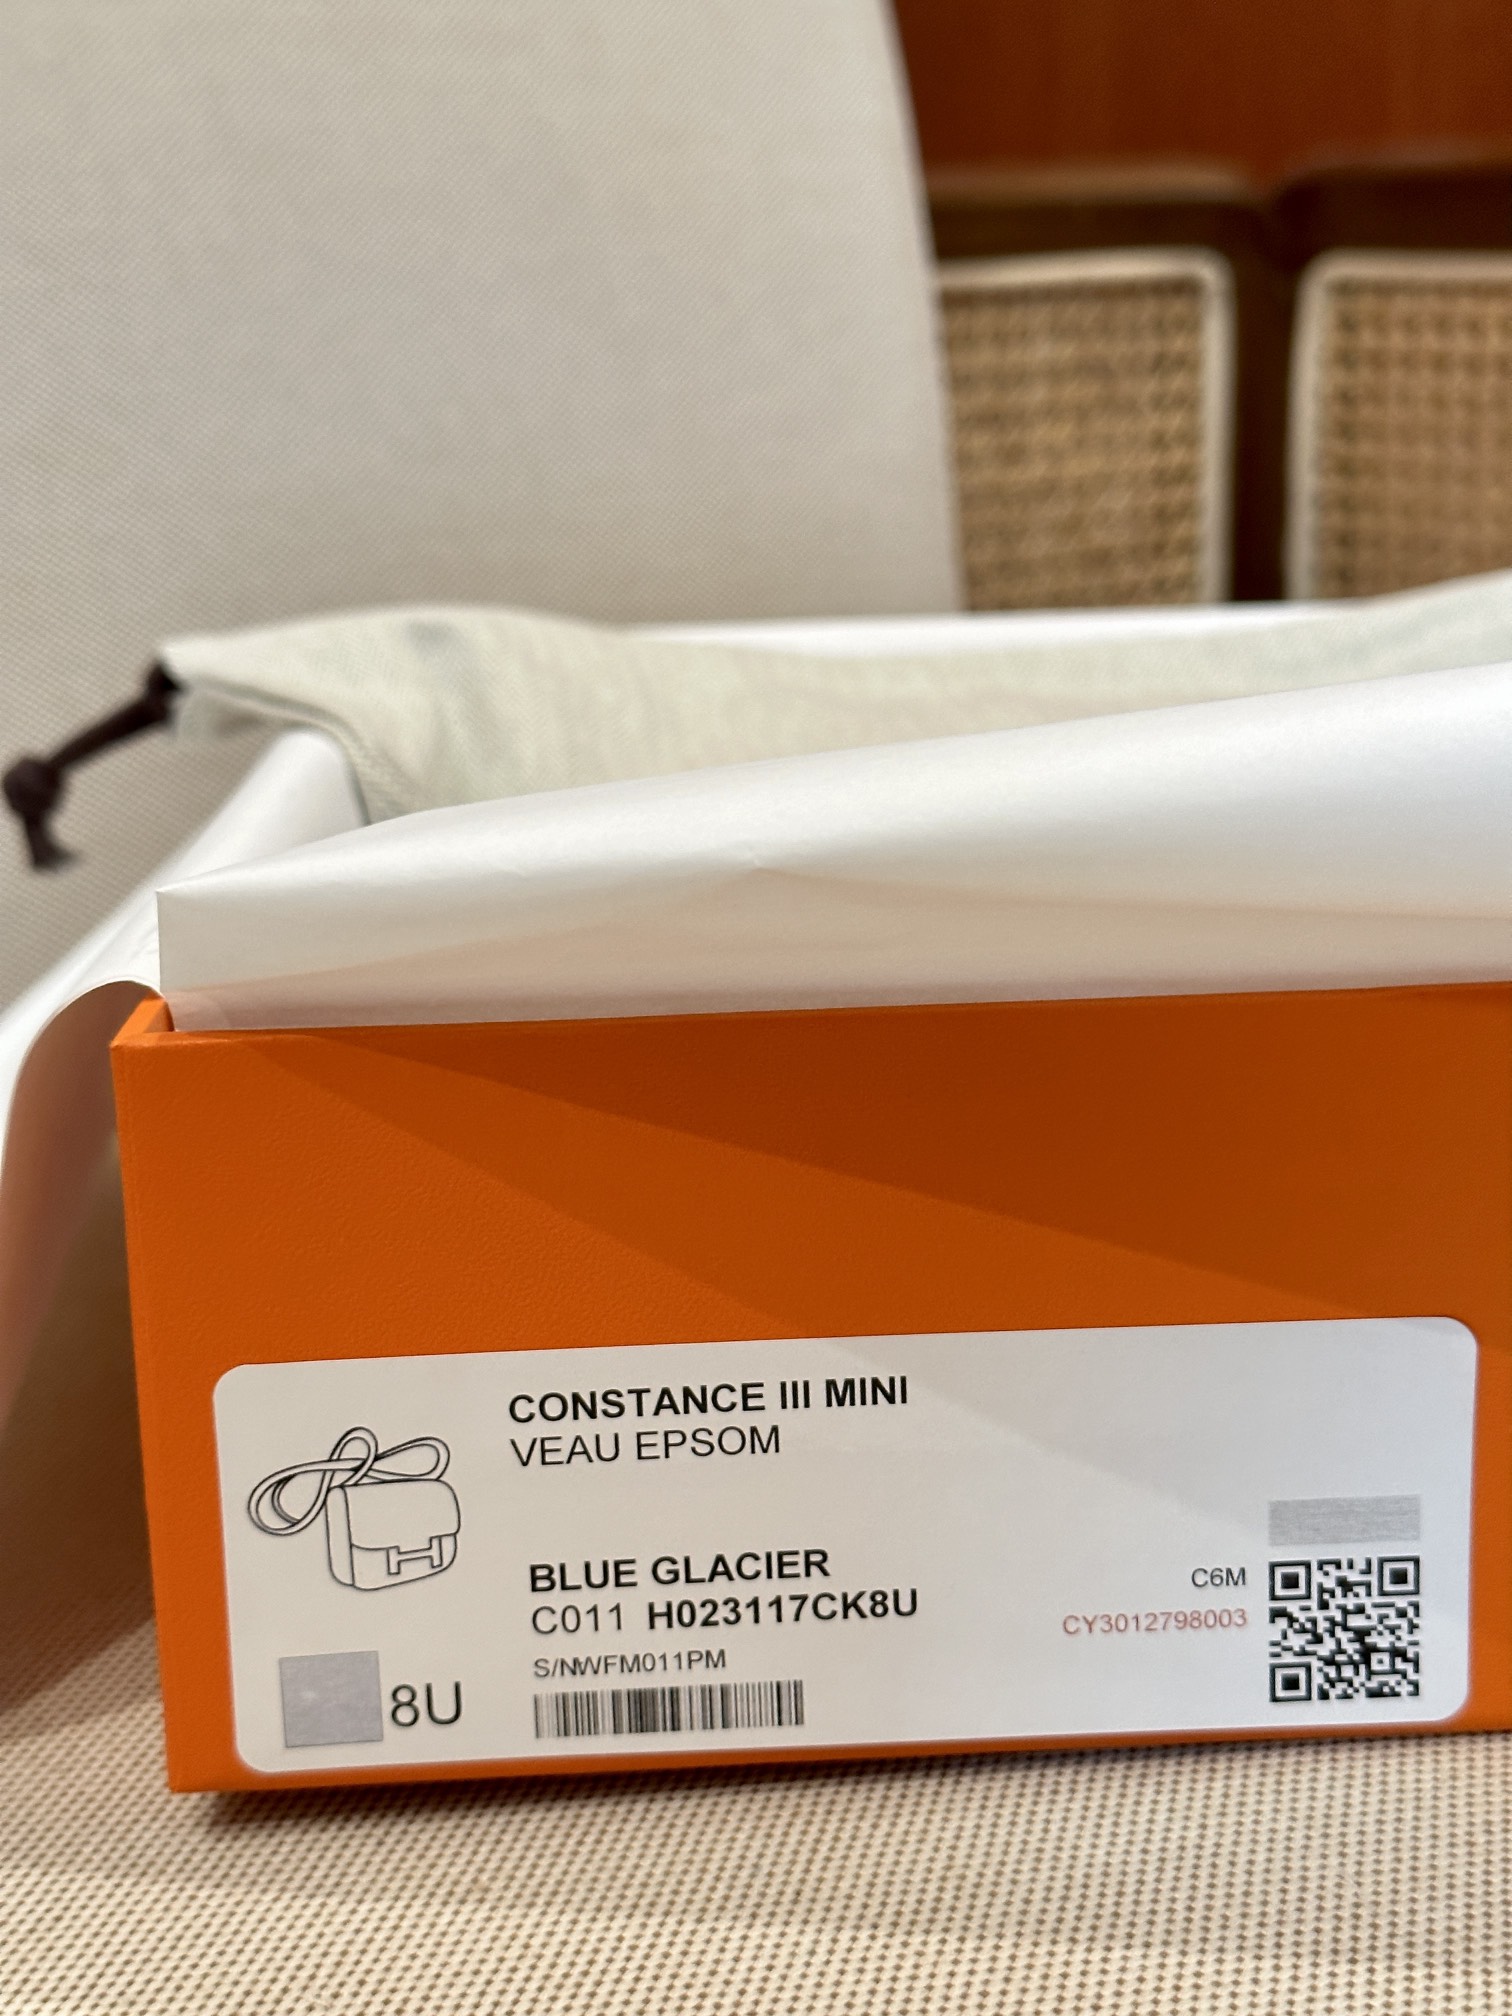 CONSTANCE III MINI
VEAU EPSOM
BLUE GLACIER
C011 H023117CK8U
S/NWFM011PM
8U
C6M
CY3012798003